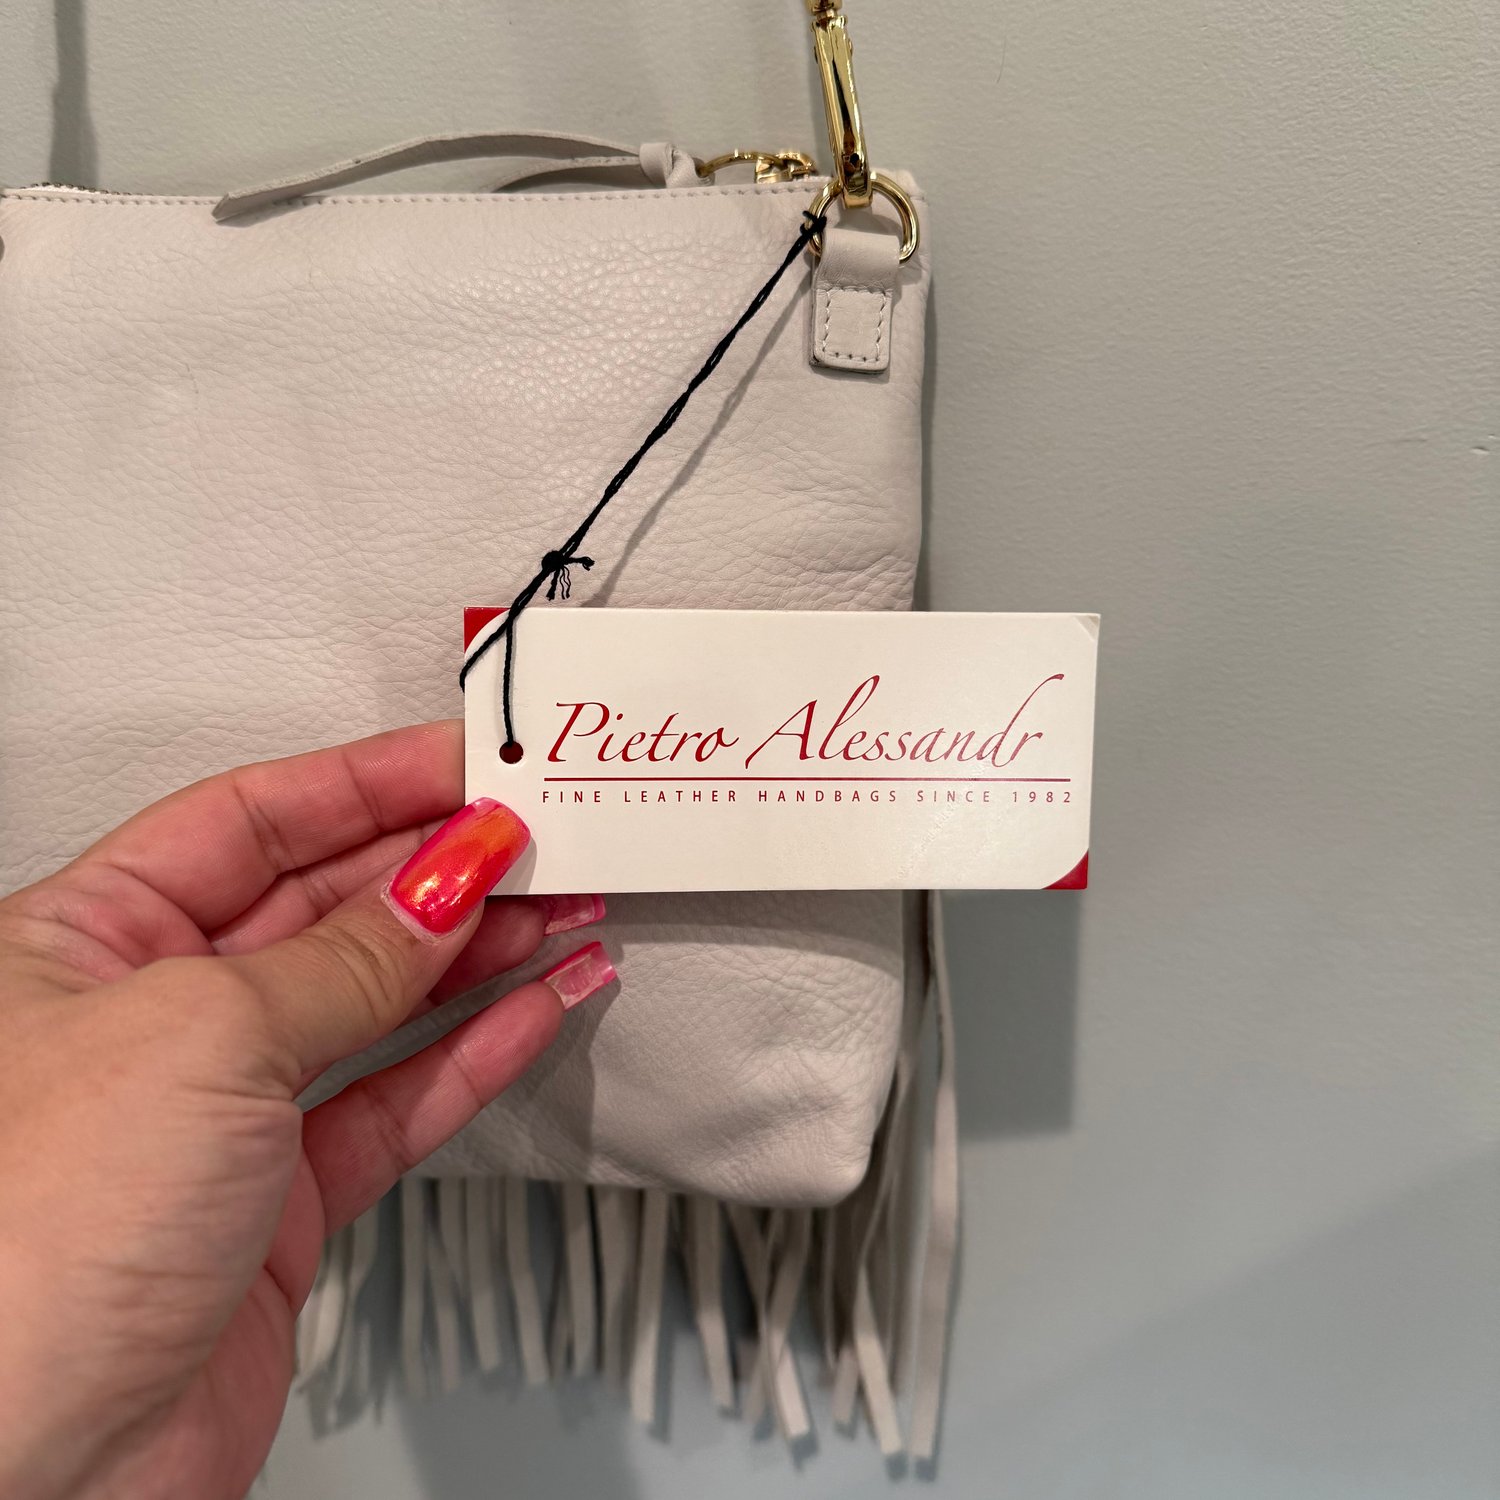 Pietro Alessandr
FINE LEATHER HANDBAGS SINCE 1982